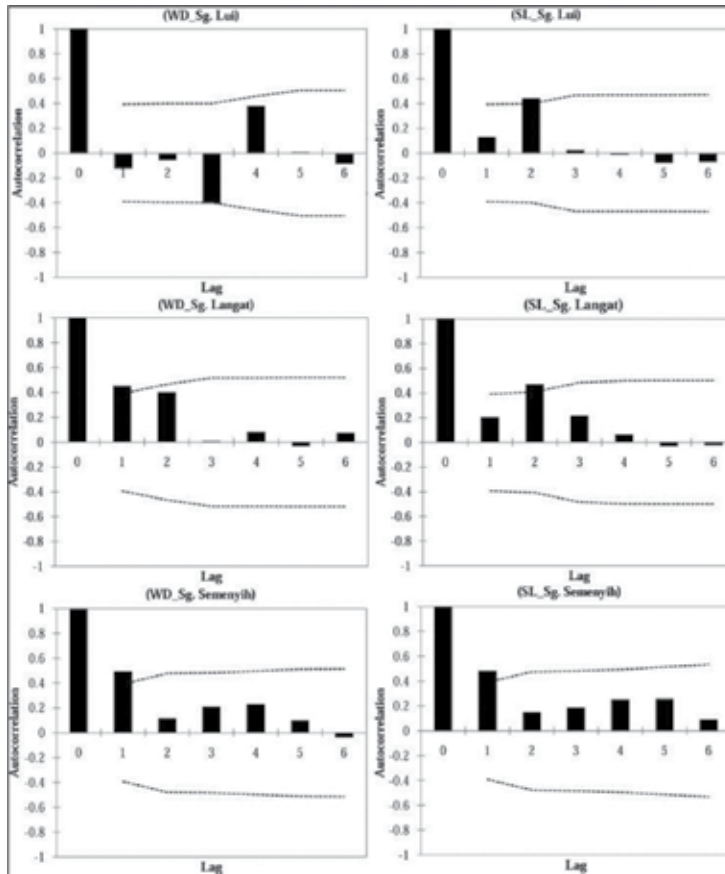 (WD_Sg. Lui)
1
0.8
0.6
0.4
0.2
0
-0.2
-0.4
-0.6
-0.8
-1
Autocorrelation
0 1 2 3 4 5 6
Lag
(SL_Sg. Lui)
1
0.8
0.6
0.4
0.2
0
-0.2
-0.4
-0.6
-0.8
-1
Autocorrelation
0 1 2 3 4 5 6
Lag
(WD_Sg. Langat)
1
0.8
0.6
0.4
0.2
0
-0.2
-0.4
-0.6
-0.8
-1
Autocorrelation
0 1 2 3 4 5 6
Lag
(SL_Sg. Langat)
1
0.8
0.6
0.4
0.2
0
-0.2
-0.4
-0.6
-0.8
-1
Autocorrelation
0 1 2 3 4 5 6
Lag
(WD_Sg. Semenyih)
1
0.8
0.6
0.4
0.2
0
-0.2
-0.4
-0.6
-0.8
-1
Autocorrelation
0 1 2 3 4 5 6
Lag
(SL_Sg. Semenyih)
1
0.8
0.6
0.4
0.2
0
-0.2
-0.4
-0.6
-0.8
-1
Autocorrelation
0 1 2 3 4 5 6
Lag